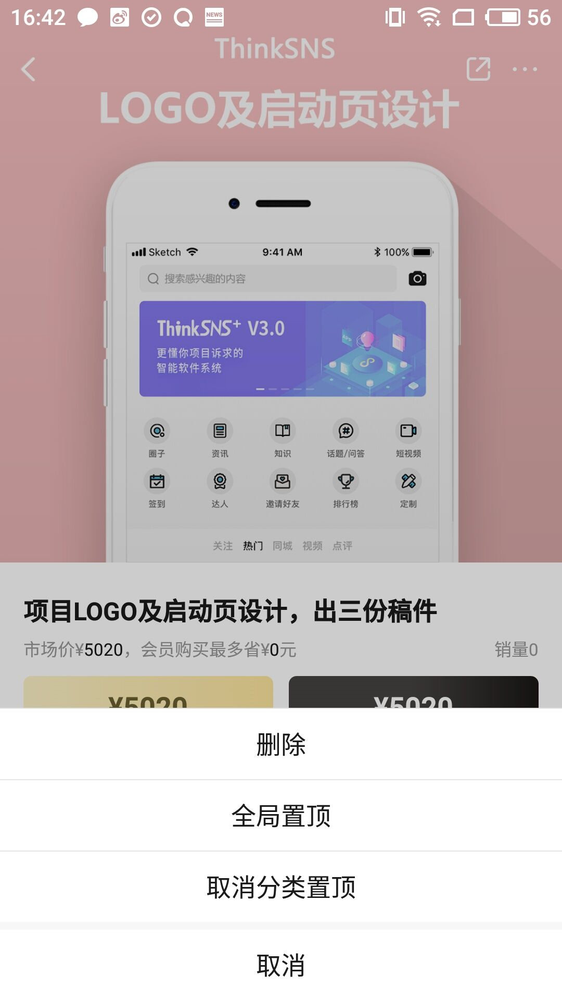 16:42 NEWS 56
ThinkSNS
LOGO及启动页设计
Sketch 9:41 AM 100%
搜索感兴趣的内容
ThinkSNS+ V3.0
APP
更懂你项目诉求的
智能软件系统
圈子 资讯 知识 话题/问答 短视频
签到 达人 邀请好友 排行榜 定制
关注 热门 同城 视频 点评
项目LOGO及启动页设计，出三份稿件
市场价¥5020，会员购买最多省¥0元 销量0
¥5020 ¥5020
删除
全局置顶
取消分类置顶
取消